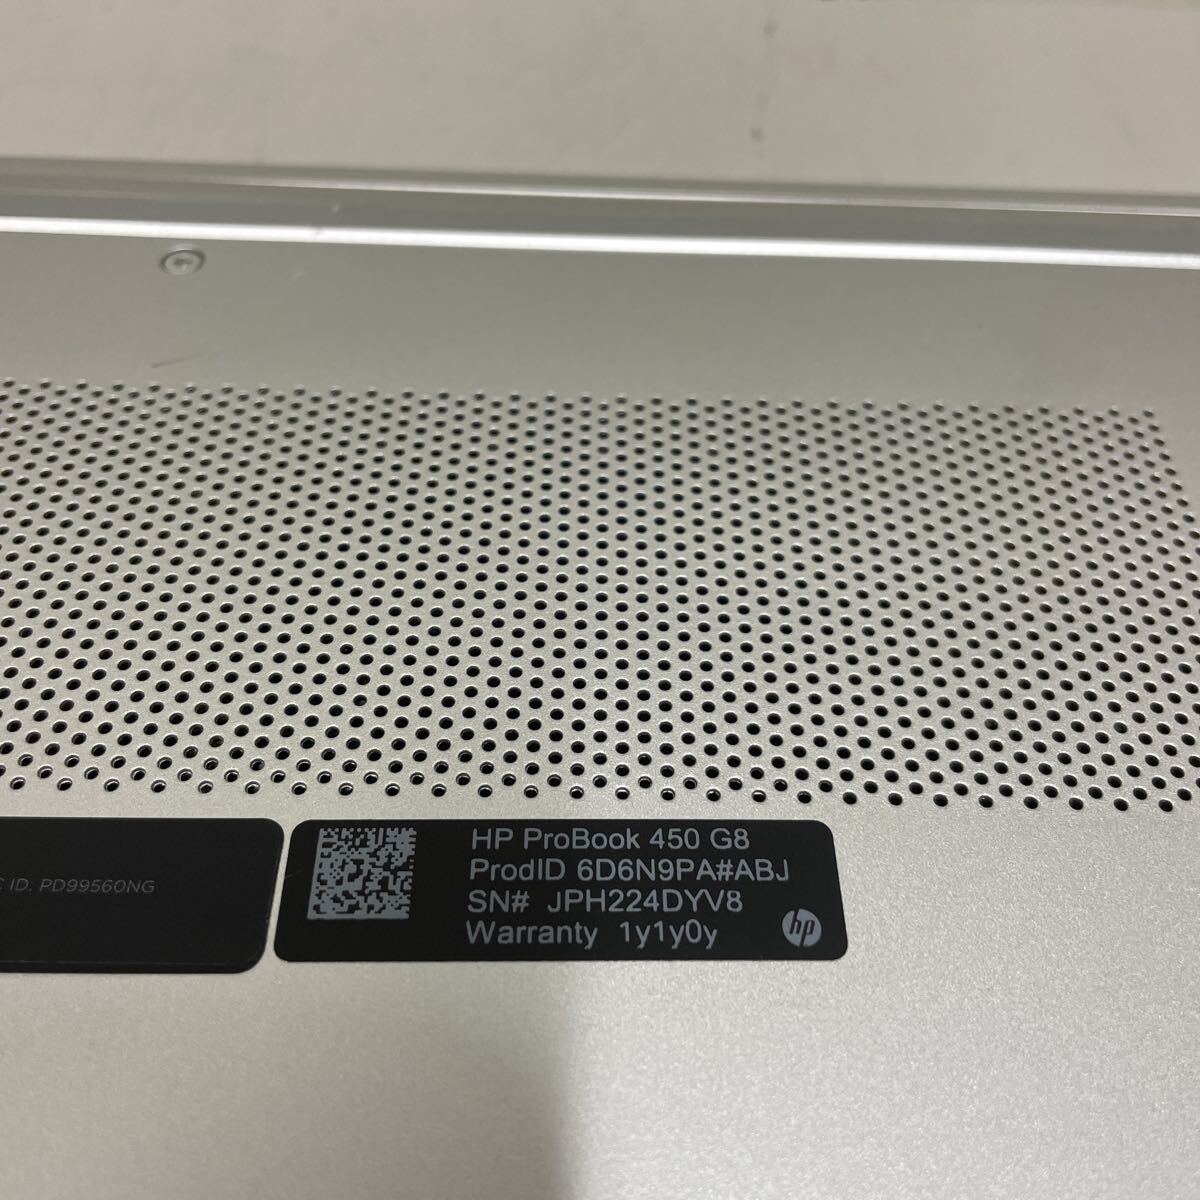 C ID. PD99560NG
HP ProBook 450 G8
ProdID 6D6N9PA#ABJ
SN# JPH224DYV8
Warranty 1y1y0y
hp